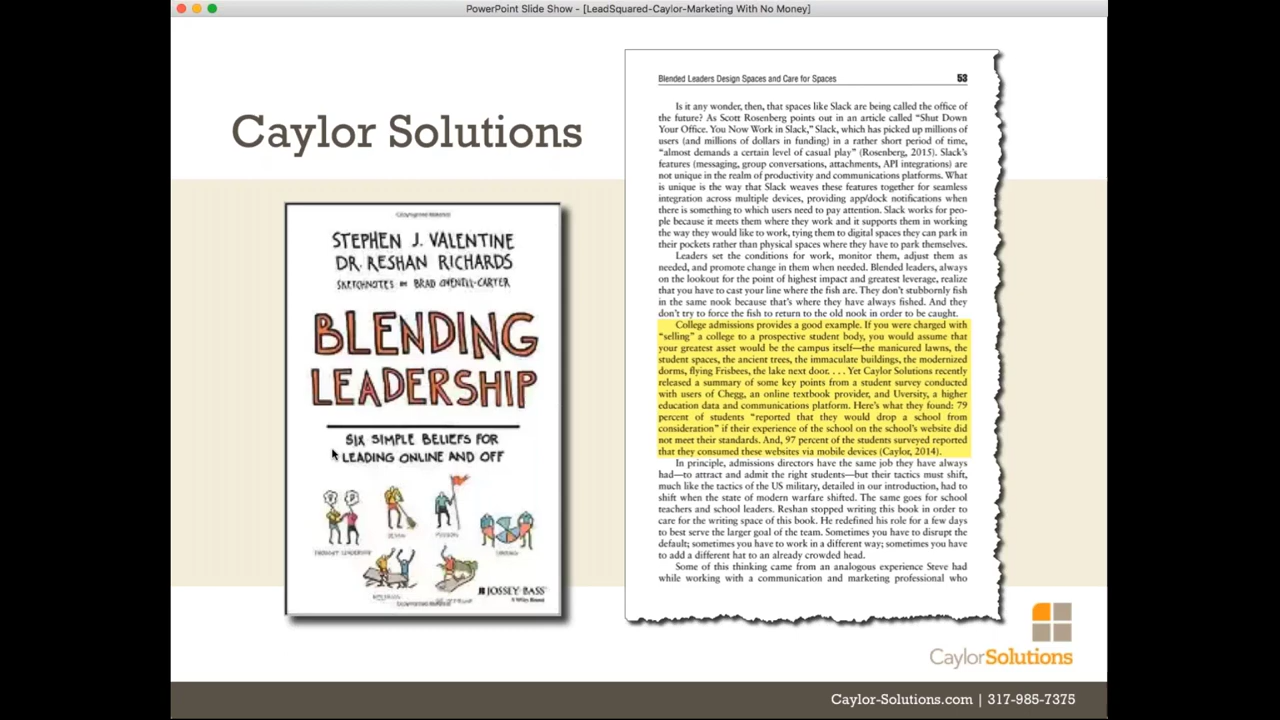 PowerPoint Slide Show - [LeadSquared-Caylor-Marketing With No Money]
Caylor Solutions
STEPHEN J. VALENTINE
DR. RESHAN RICHARDS
SKETCHNOTES BY BRAD OVENELL-CARTER
BLENDING
LEADERSHIP
SIX SIMPLE BELIEFS FOR
LEADING ONLINE AND OFF
JOSSEY-BASS
A Wiley Brand
Blended Leaders Design Spaces and Care for Spaces 53
Is it any wonder, then, that spaces like Slack are being called the office of
the future? As Scott Rosenberg points out in an article called “Shut Down
Your Office. You Now Work in Slack,” Slack, which has picked up millions of
users (and millions of dollars in funding) in a rather short period of time,
“almost demands a certain level of casual play” (Rosenberg, 2015). Slack’s
features (messaging, group conversations, attachments, API integrations) are
not unique in the realm of productivity and communications platforms. What
is unique is the way that Slack weaves these features together for seamless
integration across multiple devices, providing app/dock notifications when
there is something to which users need to pay attention. Slack works for peo-
ple because it meets them where they work and it supports them in working
the way they would like to work, tying them to digital spaces they can park in
their pockets rather than physical spaces where they have to park themselves.
Leaders set the conditions for work, monitor them, adjust them as
needed, and promote change in them when needed. Blended leaders, always
on the lookout for the point of highest impact and greatest leverage, realize
that you have to cast your line where the fish are. They don’t stubbornly fish
in the same nook because that’s where they have always fished. And they
don’t try to force the fish to return to the old nook in order to be caught.
College admissions provides a good example. If you were charged with
“selling” a college to a prospective student body, you would assume that
your greatest asset would be the campus itself—the manicured lawns, the
student spaces, the ancient trees, the immaculate buildings, the modernized
dorms, flying Frisbees, the lake next door. . . . Yet Caylor Solutions recently
released a summary of some key points from a student survey conducted
with users of Chegg, an online textbook provider, and Uversity, a higher
education data and communications platform. Here’s what they found: 79
percent of students “reported that they would drop a school from
consideration” if their experience of the school on the school’s website did
not meet their standards. And, 97 percent of the students surveyed reported
that they consumed these websites via mobile devices (Caylor, 2014).
In principle, admissions directors have the same job they have always
had—to attract and admit the right students—but their tactics must shift,
much like the tactics of the US military, detailed in our introduction, had to
shift when the state of modern warfare shifted. The same goes for school
teachers and school leaders. Reshan stopped writing this book in order to
care for the writing space of this book. He redefined his role for a few days
to best serve the larger goal of the team. Sometimes you have to disrupt the
default; sometimes you have to work in a different way; sometimes you have
to add a different hat to an already crowded head.
Some of this thinking came from an analogous experience Steve had
while working with a communication and marketing professional who
CaylorSolutions
Caylor-Solutions.com | 317-985-7375